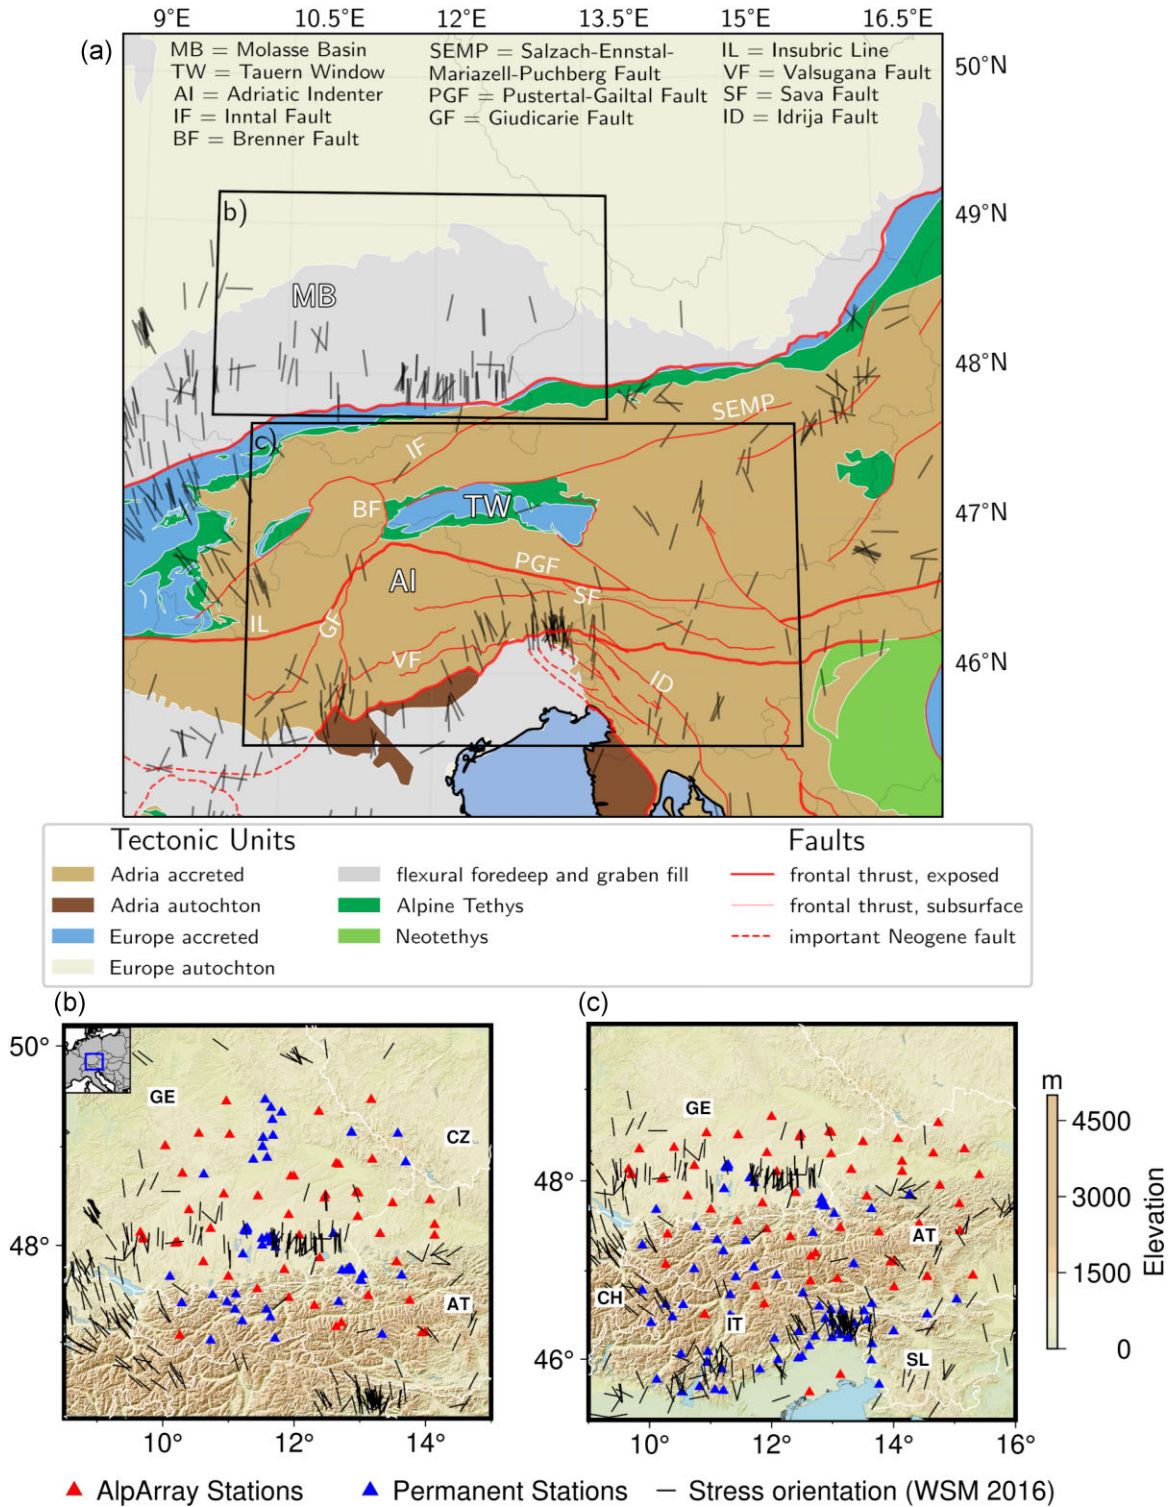 9°E 10.5°E 12°E 13.5°E 15°E 16.5°E
(a)
MB = Molasse Basin
TW = Tauern Window
AI = Adriatic Indenter
IF = Inntal Fault
BF = Brenner Fault
SEMP = Salzach-Ennstal-
Mariazell-Puchberg Fault
PGF = Pustertal-Gailtal Fault
GF = Giudicarie Fault
IL = Insubric Line
VF = Valsugana Fault
SF = Sava Fault
ID = Idrija Fault
50°N
49°N
48°N
47°N
46°N
b)
MB
c)
SEMP
IF
BF
TW
PGF
AI
SF
IL
GF
VF
ID
Tectonic Units
Adria accreted
Adria autochton
Europe accreted
Europe autochton
flexural foredeep and graben fill
Alpine Tethys
Neotethys
Faults
frontal thrust, exposed
frontal thrust, subsurface
important Neogene fault
(b)
50°
48°
GE
CZ
AT
10° 12° 14°
(c)
48°
46°
GE
AT
CH
IT
SL
10° 12° 14° 16°
m
4500
3000
1500
0
Elevation
AlpArray Stations Permanent Stations Stress orientation (WSM 2016)